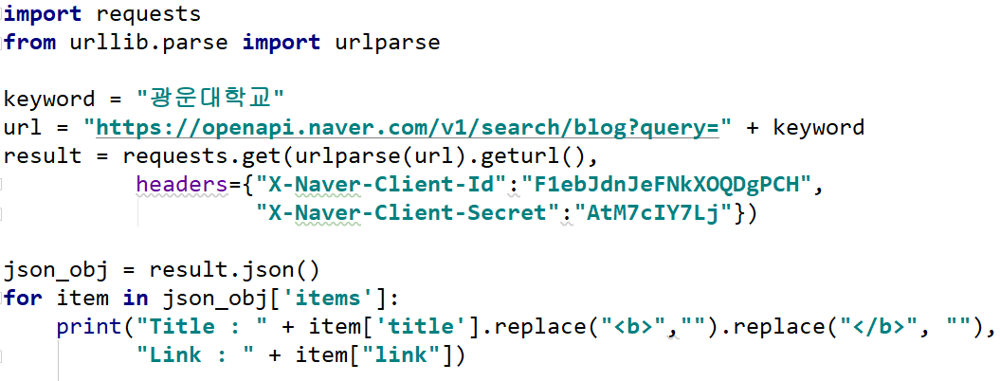 import requests
from urllib.parse import urlparse
keyword = "광운대학교"
url = "https://openapi.naver.com/v1/search/blog?query=" + keyword
result = requests.get(urlparse(url).geturl(),
headers={"X-Naver-Client-Id":"F1ebJdnJeFNkXOQDgPCH",
"X-Naver-Client-Secret":"AtM7cIY7Lj"})
json_obj = result.json()
for item in json_obj['items']:
print("Title : " + item['title'].replace("<b>","").replace("</b>", ""),
"Link : " + item["link"])